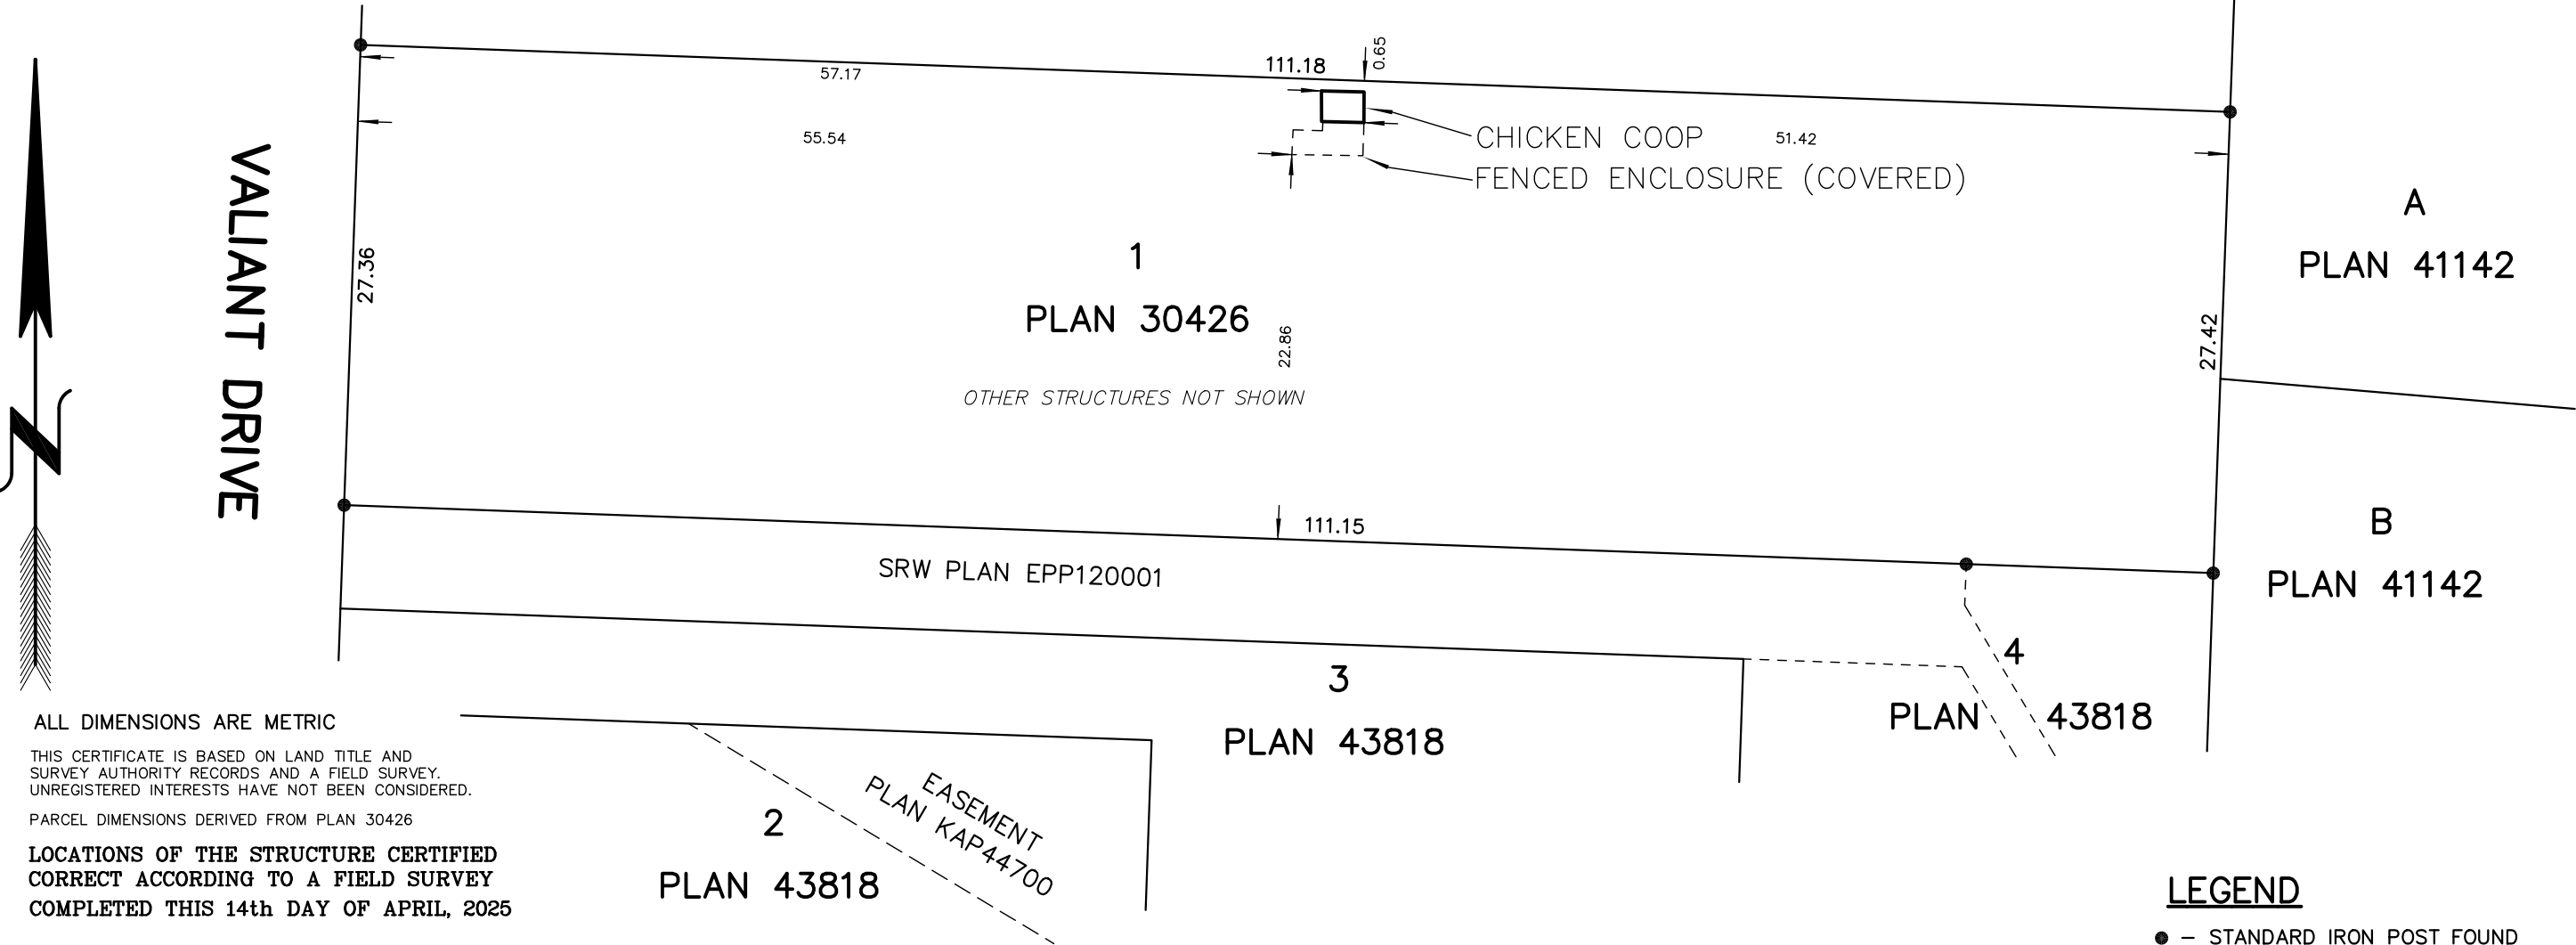 111.18
0.65
57.17
55.54
CHICKEN COOP
51.42
FENCED ENCLOSURE (COVERED)
VALIANT DRIVE
27.36
1
PLAN 30426
22.86
OTHER STRUCTURES NOT SHOWN
27.42
A
PLAN 41142
B
PLAN 41142
111.15
SRW PLAN EPP120001
N
3
PLAN 43818
4
PLAN 43818
2
PLAN 43818
EASEMENT
PLAN KAP44700
ALL DIMENSIONS ARE METRIC
THIS CERTIFICATE IS BASED ON LAND TITLE AND
SURVEY AUTHORITY RECORDS AND A FIELD SURVEY.
UNREGISTERED INTERESTS HAVE NOT BEEN CONSIDERED.
PARCEL DIMENSIONS DERIVED FROM PLAN 30426
LOCATIONS OF THE STRUCTURE CERTIFIED
CORRECT ACCORDING TO A FIELD SURVEY
COMPLETED THIS 14th DAY OF APRIL, 2025
LEGEND
– STANDARD IRON POST FOUND